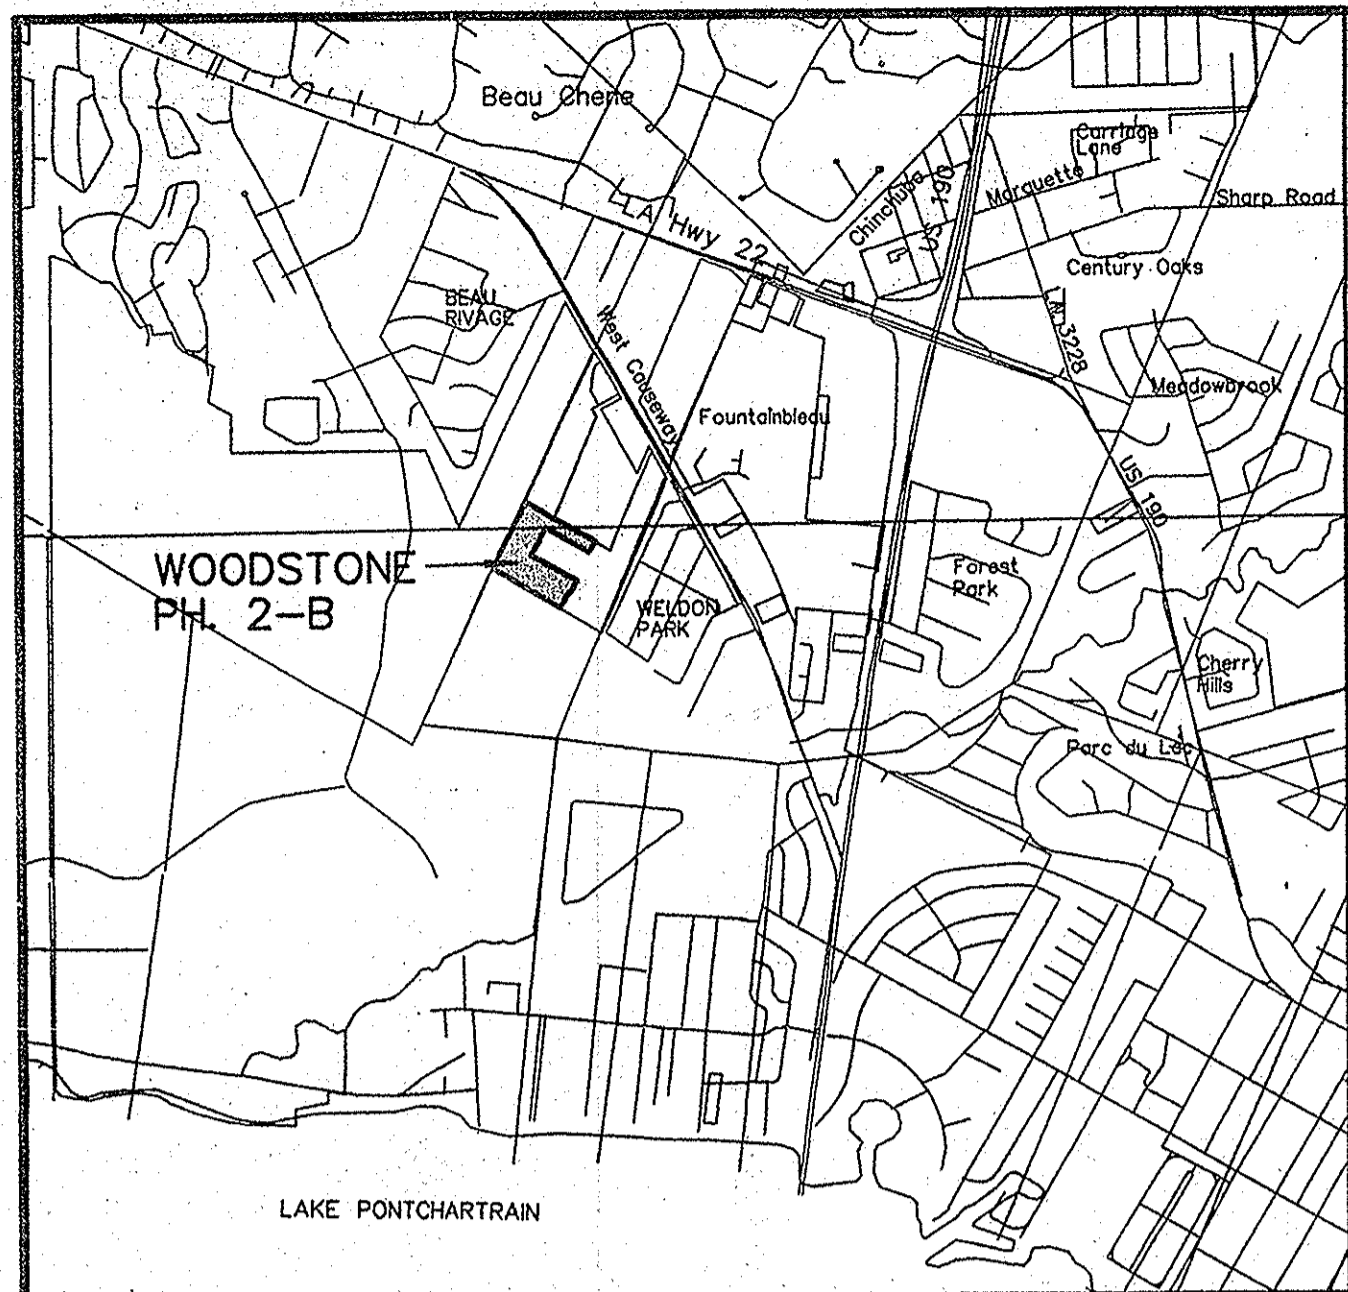 Beau Chene
Carriage
Lane
Chinchuba
US 190
Marquette
Sharp Road
LA Hwy 22
Century Oaks
BEAU
RIVAGE
West Causeway
LA 3228
Meadowbrook
Fountainbleau
US 190
WOODSTONE
PH. 2-B
Forest
Park
WELDON
PARK
Cherry
Hills
Parc du Lac
LAKE PONTCHARTRAIN